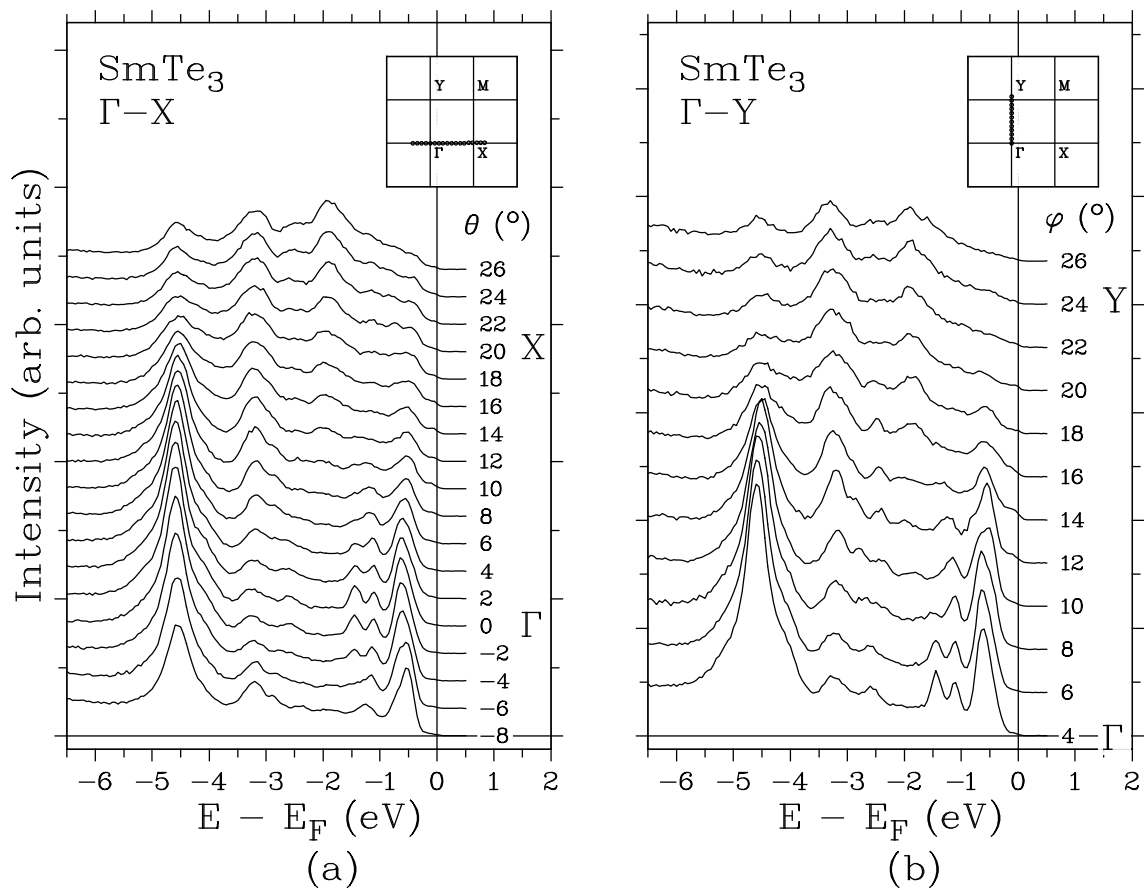 SmTe3
Γ−X
Y M
Γ X
Intensity (arb. units)
θ (°)
26
24
22
20 X
18
16
14
12
10
8
6
4
2
0 Γ
−2
−4
−6
−8
−6 −5 −4 −3 −2 −1 0 1 2
E − EF (eV)
(a)
SmTe3
Γ−Y
Y M
Γ X
φ (°)
26
24 Y
22
20
18
16
14
12
10
8
6
4 Γ
−6 −5 −4 −3 −2 −1 0 1 2
E − EF (eV)
(b)